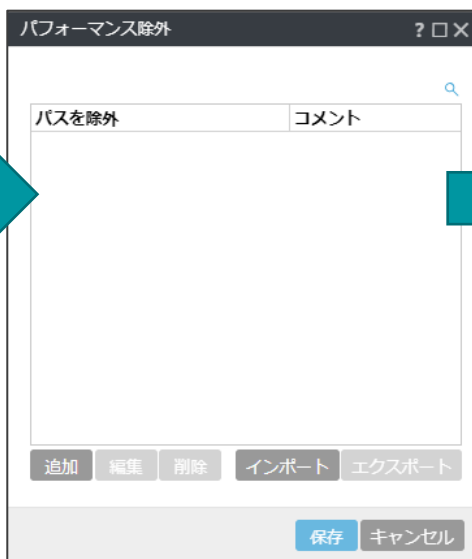 パフォーマンス除外 ? □ ×
パスを除外 コメント
追加 編集 削除 インポート エクスポート
保存 キャンセル